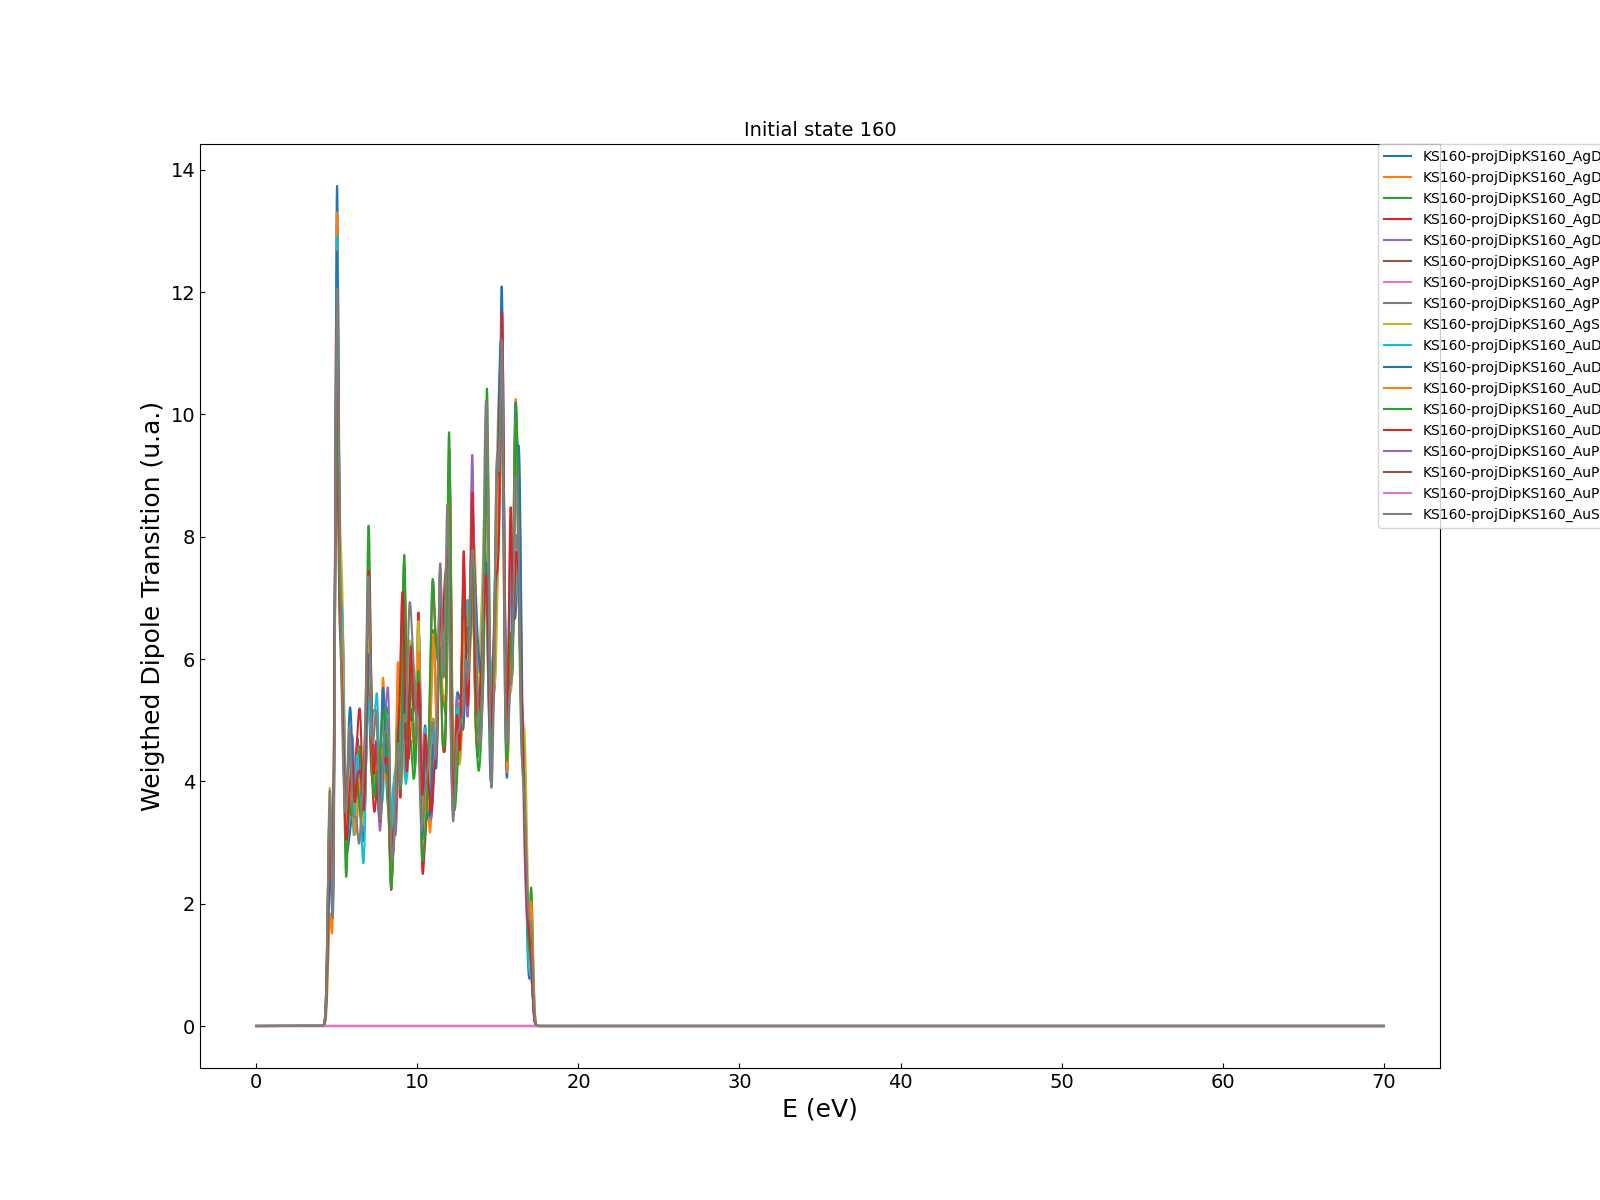 Initial state 160
14
12
10
8
6
4
2
0
Weigthed Dipole Transition (u.a.)
0 10 20 30 40 50 60 70
E (eV)
KS160-projDipKS160_AgD
KS160-projDipKS160_AgD
KS160-projDipKS160_AgD
KS160-projDipKS160_AgD
KS160-projDipKS160_AgD
KS160-projDipKS160_AgP
KS160-projDipKS160_AgP
KS160-projDipKS160_AgP
KS160-projDipKS160_AgS
KS160-projDipKS160_AuD
KS160-projDipKS160_AuD
KS160-projDipKS160_AuD
KS160-projDipKS160_AuD
KS160-projDipKS160_AuD
KS160-projDipKS160_AuP
KS160-projDipKS160_AuP
KS160-projDipKS160_AuP
KS160-projDipKS160_AuS